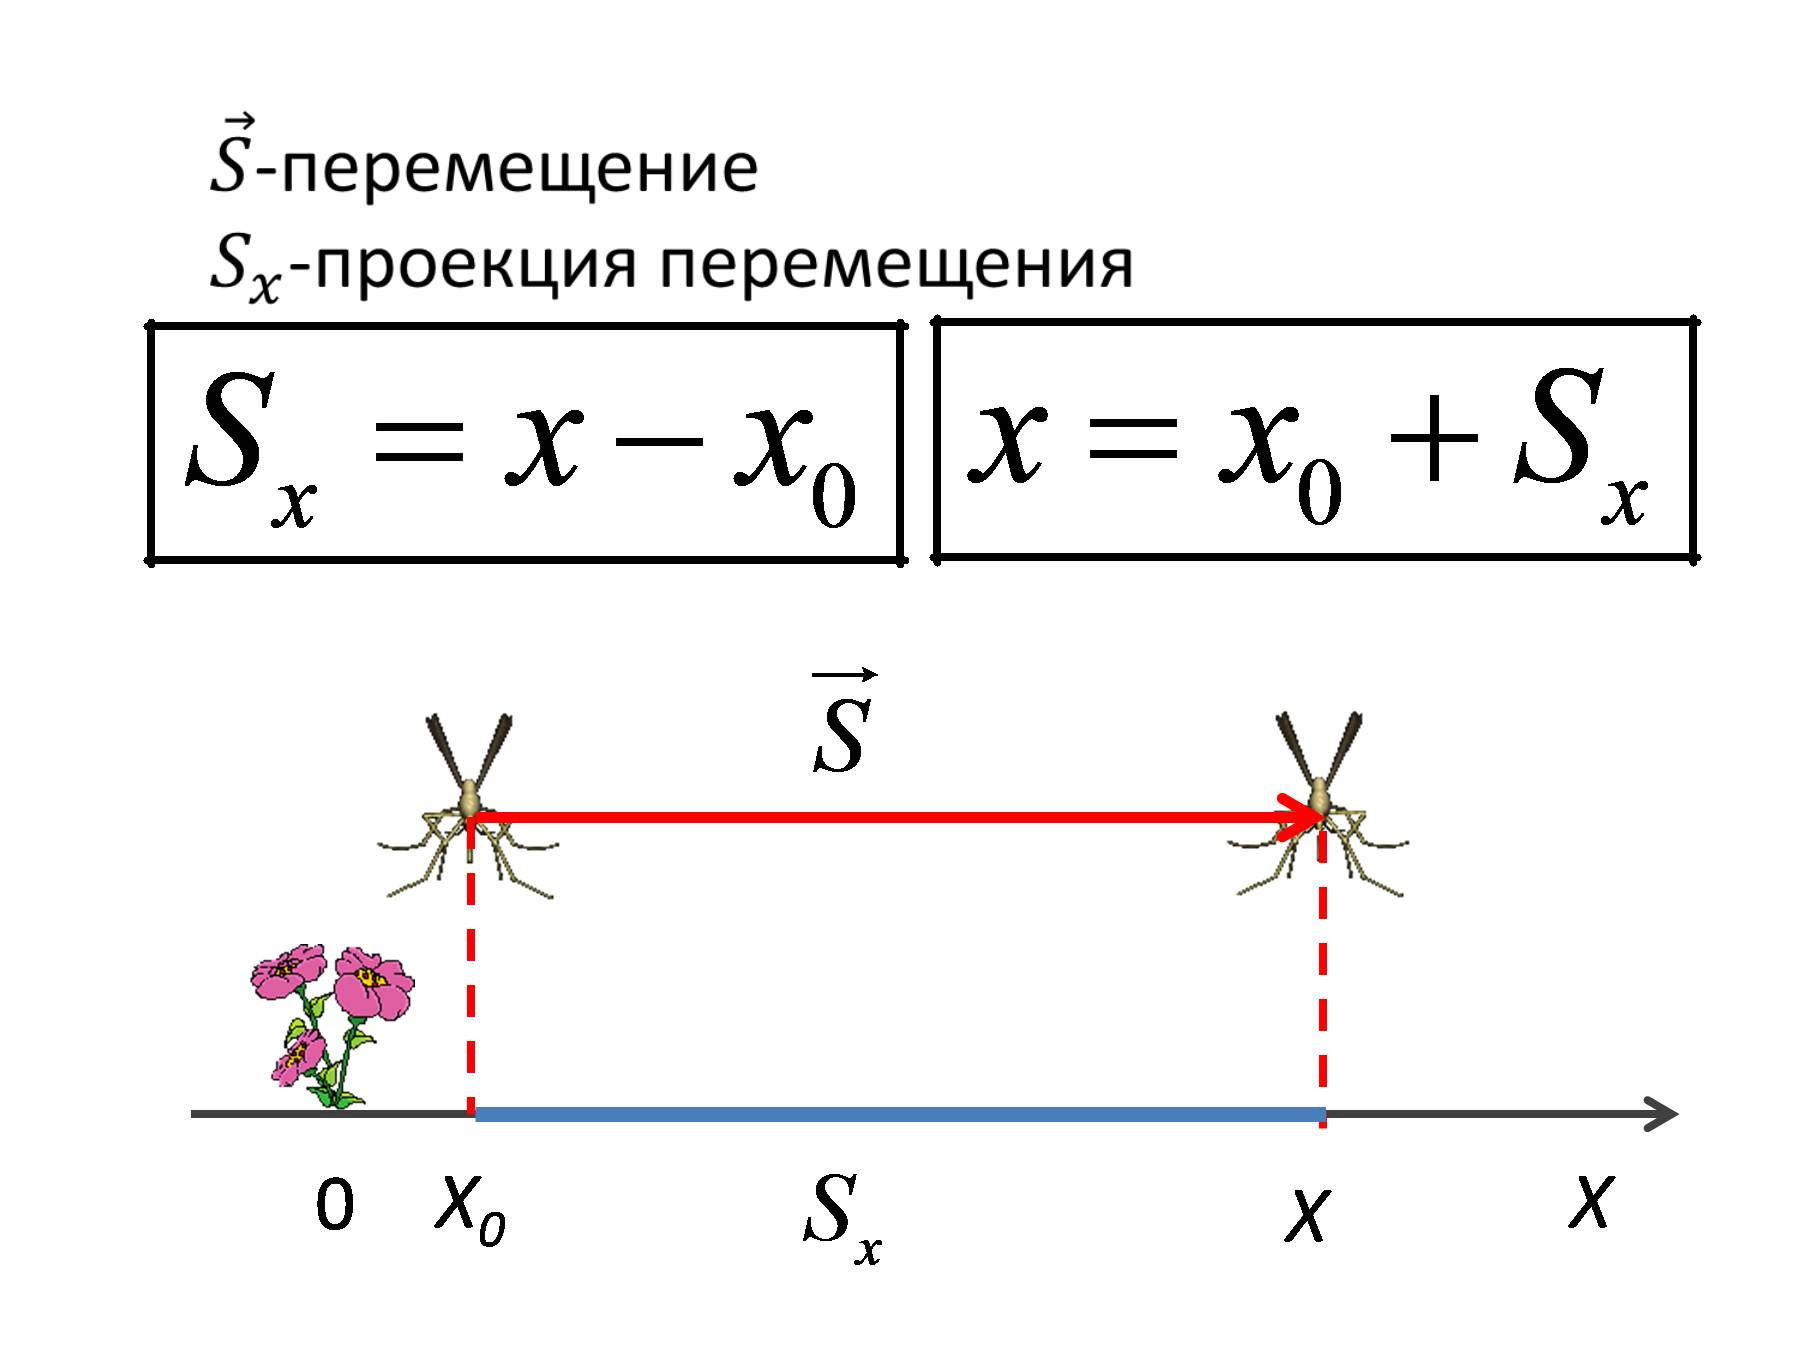 S⃗-перемещение
Sₓ-проекция перемещения
Sₓ = x − x₀
x = x₀ + Sₓ
S⃗
0 X₀ Sₓ X X